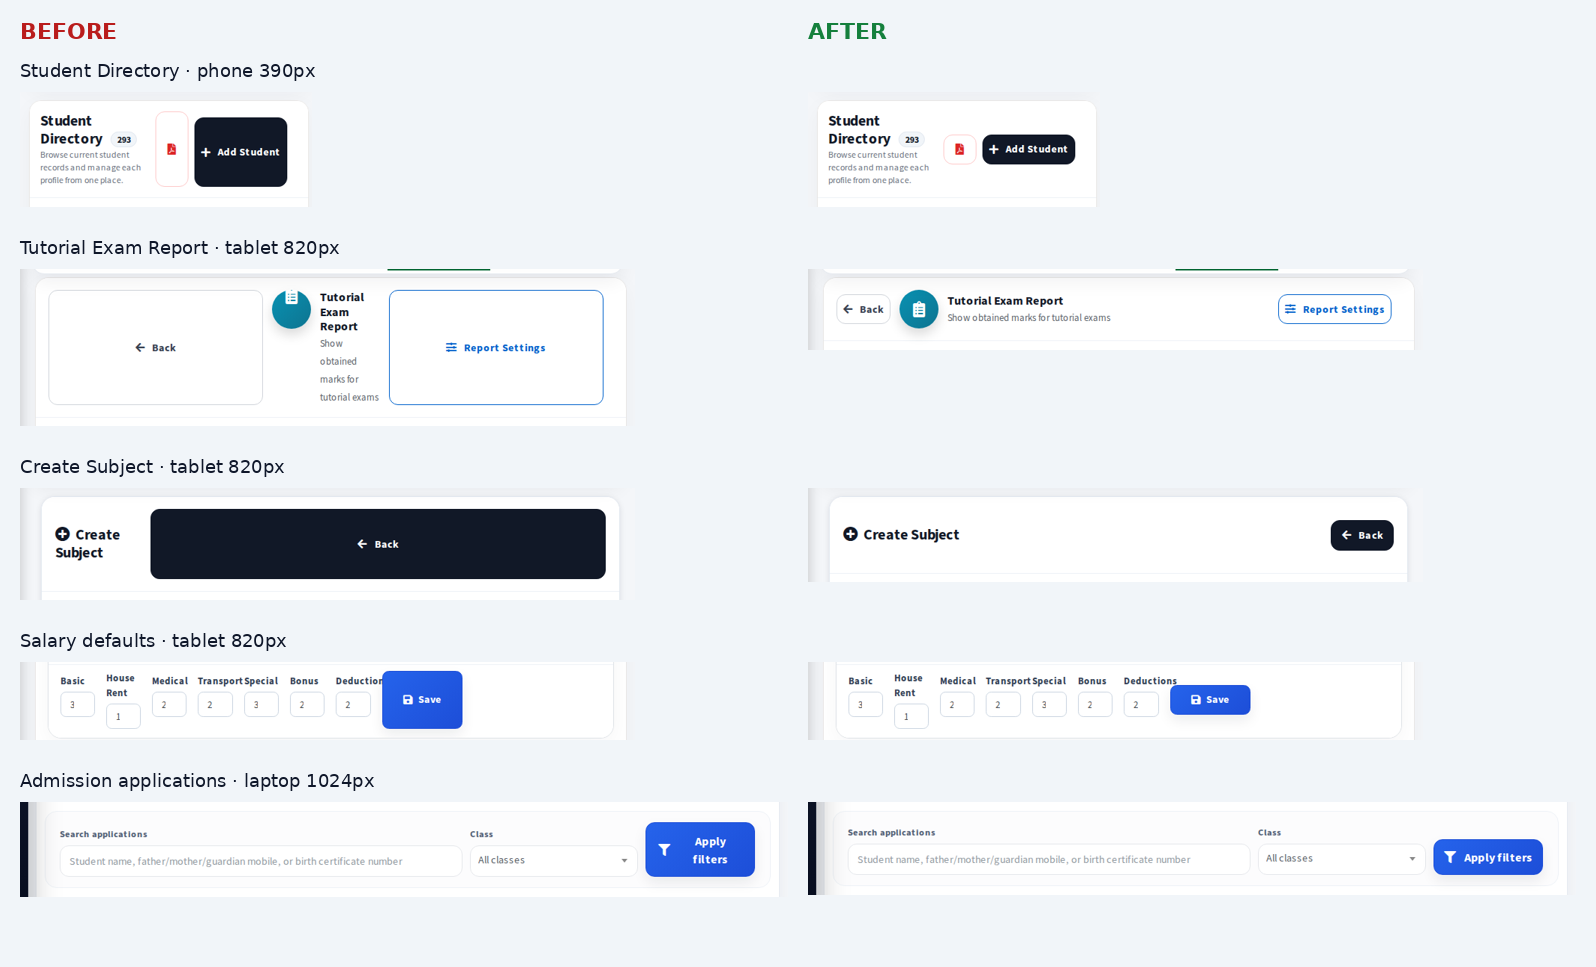 BEFORE
AFTER
Student Directory · phone 390px
Student
Directory 293
Browse current student
records and manage each
profile from one place.
Add Student
Student
Directory 293
Browse current student
records and manage each
profile from one place.
Add Student
Tutorial Exam Report · tablet 820px
Back
Tutorial
Exam
Report
Show
obtained
marks for
tutorial exams
Report Settings
Back
Tutorial Exam Report
Show obtained marks for tutorial exams
Report Settings
Create Subject · tablet 820px
Create
Subject
Back
Create Subject
Back
Salary defaults · tablet 820px
Basic House Rent Medical Transport Special Bonus Deduction
3 1 2 2 3 2 2
Save
Basic House Rent Medical Transport Special Bonus Deductions
3 1 2 2 3 2 2
Save
Admission applications · laptop 1024px
Search applications
Student name, father/mother/guardian mobile, or birth certificate number
Class
All classes
Apply
filters
Search applications
Student name, father/mother/guardian mobile, or birth certificate number
Class
All classes
Apply filters